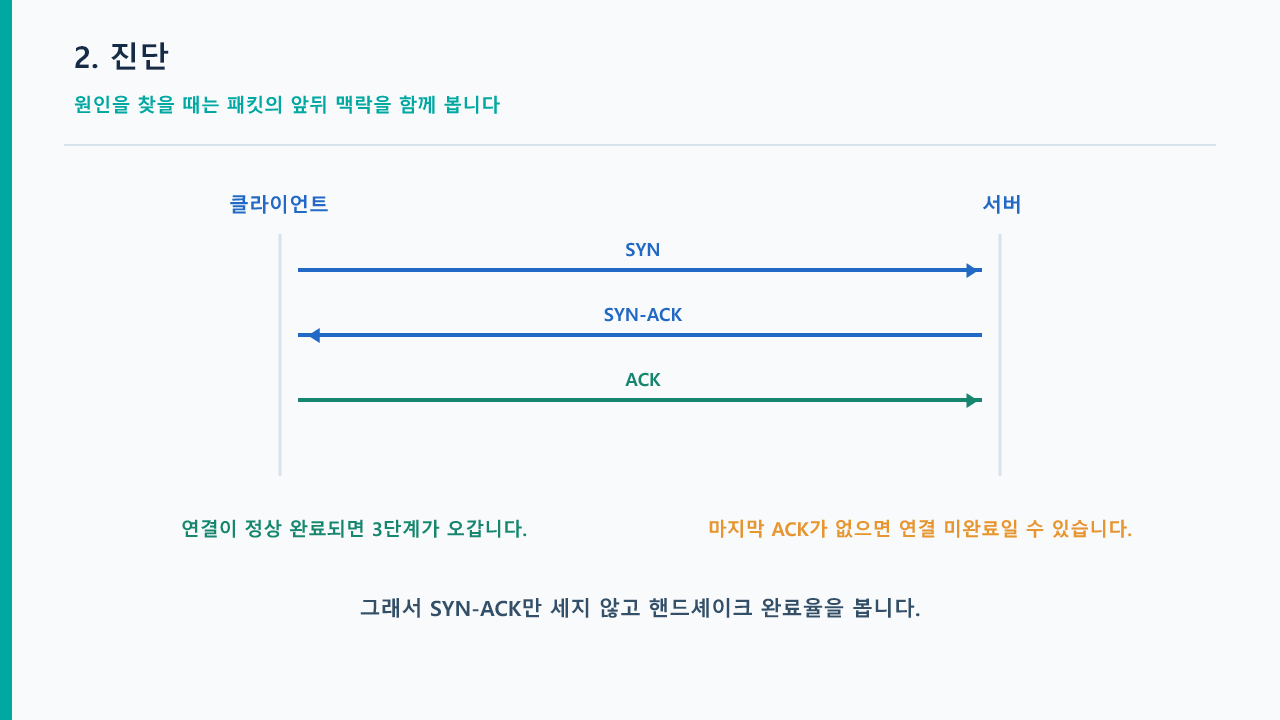 2. 진단
원인을 찾을 때는 패킷의 앞뒤 맥락을 함께 봅니다
클라이언트
서버
SYN
SYN-ACK
ACK
연결이 정상 완료되면 3단계가 오갑니다.
마지막 ACK가 없으면 연결 미완료일 수 있습니다.
그래서 SYN-ACK만 세지 않고 핸드셰이크 완료율을 봅니다.